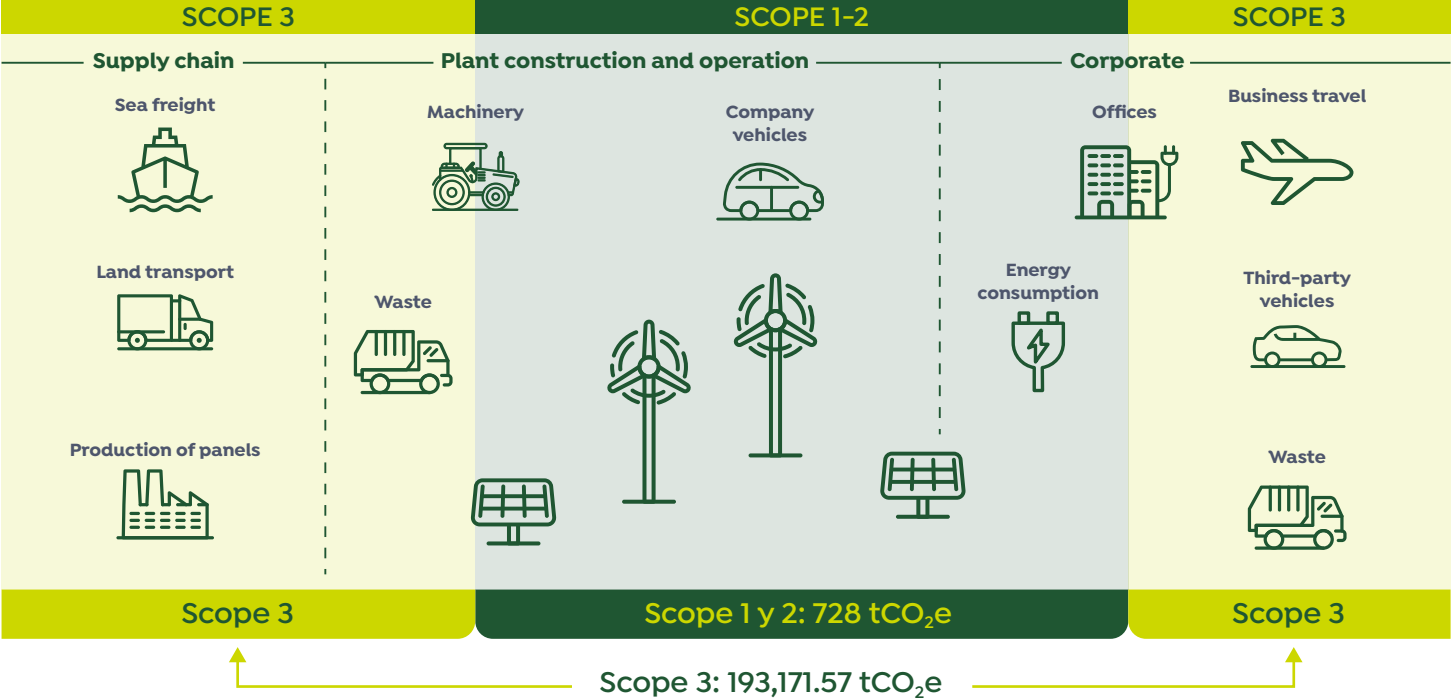 SCOPE 3
SCOPE 1-2
SCOPE 3
Supply chain
Plant construction and operation
Corporate
Sea freight
Machinery
Company
vehicles
Offices
Business travel
Land transport
Waste
Energy
consumption
Third-party
vehicles
Production of panels
Waste
Scope 3
Scope 1 y 2: 728 tCO₂e
Scope 3
Scope 3: 193,171.57 tCO₂e